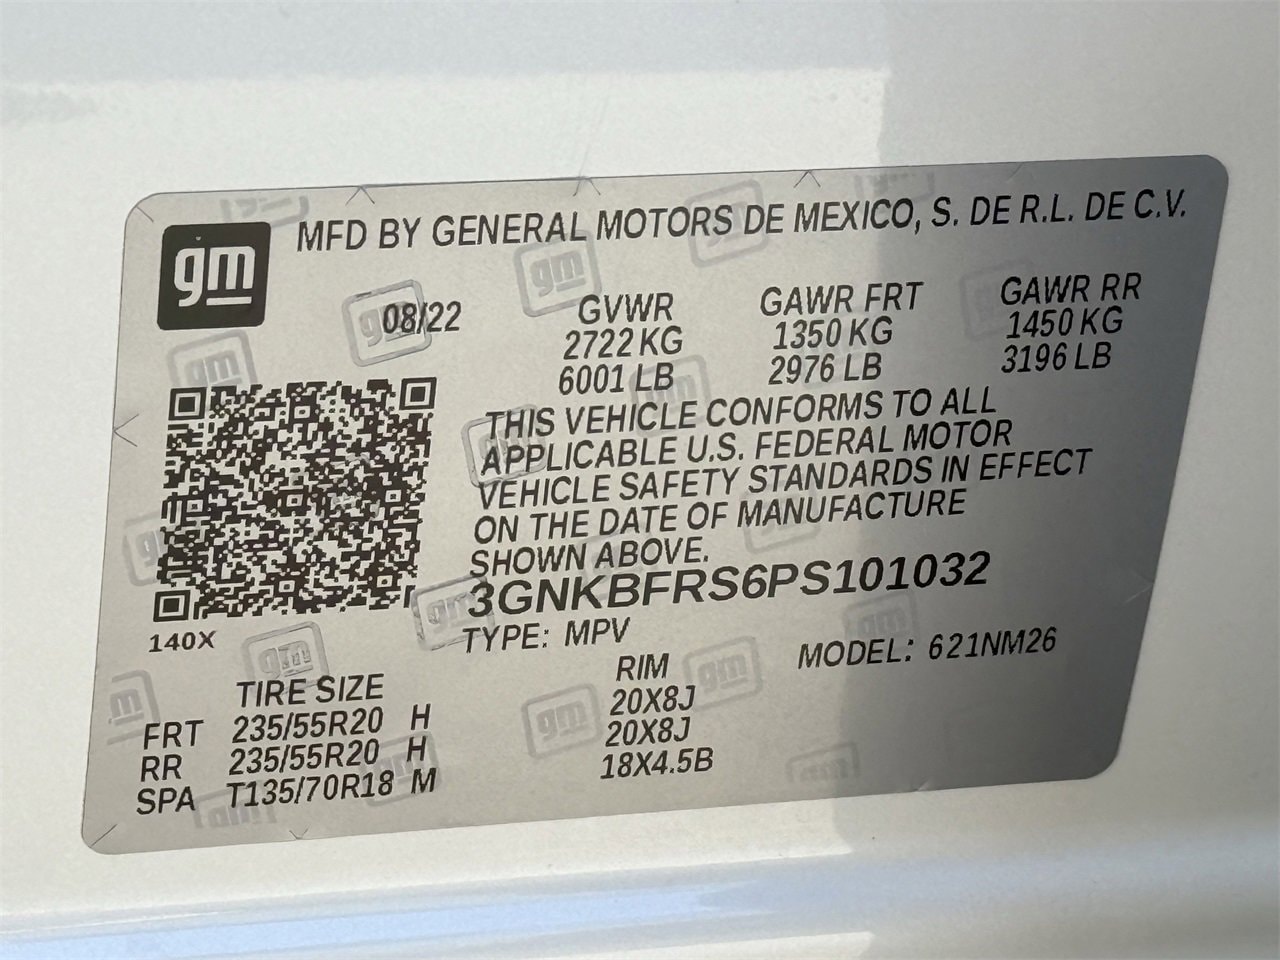 gm
MFD BY GENERAL MOTORS DE MEXICO, S. DE R.L. DE C.V.
08/22 GVWR GAWR FRT GAWR RR
2722 KG 1350 KG 1450 KG
6001 LB 2976 LB 3196 LB
THIS VEHICLE CONFORMS TO ALL
APPLICABLE U.S. FEDERAL MOTOR
VEHICLE SAFETY STANDARDS IN EFFECT
ON THE DATE OF MANUFACTURE
SHOWN ABOVE.
3GNKBFRS6PS101032
140X
TYPE: MPV MODEL: 621NM26
TIRE SIZE RIM
FRT 235/55R20 H 20X8J
RR 235/55R20 H 20X8J
SPA T135/70R18 M 18X4.5B